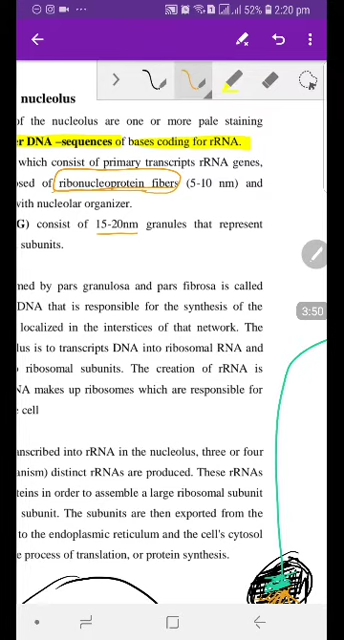 52% 2:20 pm
nucleolus
of the nucleolus are one or more pale staining
er DNA –sequences of bases coding for rRNA.
which consist of primary transcripts rRNA genes,
osed of ribonucleoprotein fibers (5-10 nm) and
with nucleolar organizer.
G) consist of 15-20nm granules that represent
subunits.
3:50
med by pars granulosa and pars fibrosa is called
DNA that is responsible for the synthesis of the
localized in the interstices of that network. The
lus is to transcripts DNA into ribosomal RNA and
ribosomal subunits. The creation of rRNA is
NA makes up ribosomes which are responsible for
e cell
anscribed into rRNA in the nucleolus, three or four
anism) distinct rRNAs are produced. These rRNAs
teins in order to assemble a large ribosomal subunit
subunit. The subunits are then exported from the
to the endoplasmic reticulum and the cell's cytosol
e process of translation, or protein synthesis.